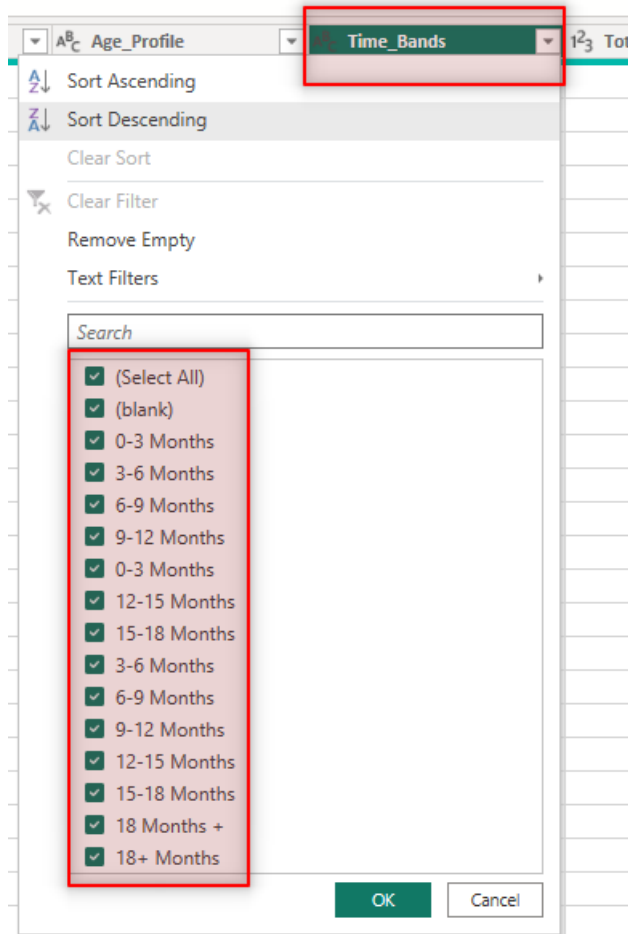 ABC Age_Profile ABC Time_Bands 123 Tot
Sort Ascending
Sort Descending
Clear Sort
Clear Filter
Remove Empty
Text Filters
Search
(Select All)
(blank)
0-3 Months
3-6 Months
6-9 Months
9-12 Months
0-3 Months
12-15 Months
15-18 Months
3-6 Months
6-9 Months
9-12 Months
12-15 Months
15-18 Months
18 Months +
18+ Months
OK Cancel